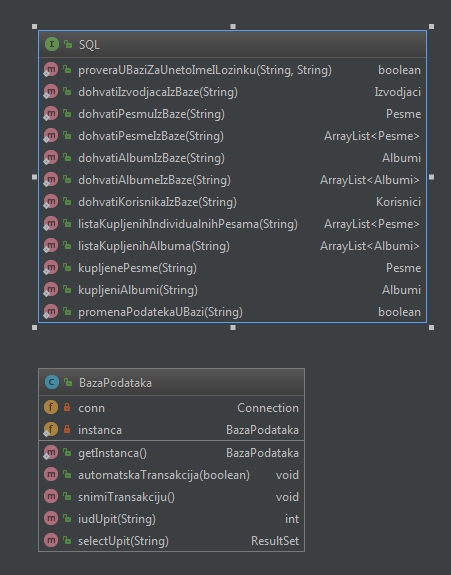 SQL
proveraUBaziZaUnetoImeILozinku(String, String) boolean
dohvatiIzvodjacaIzBaze(String) Izvodjaci
dohvatiPesmuIzBaze(String) Pesme
dohvatiPesmeIzBaze(String) ArrayList<Pesme>
dohvatiAlbumIzBaze(String) Albumi
dohvatiAlbumeIzBaze(String) ArrayList<Albumi>
dohvatiKorisnikaIzBaze(String) Korisnici
listaKupljenihIndividualnihPesama(String) ArrayList<Pesme>
listaKupljenihAlbuma(String) ArrayList<Albumi>
kupljenePesme(String) Pesme
kupljeniAlbumi(String) Albumi
promenaPodatekaUBazi(String) boolean
BazaPodataka
conn Connection
instanca BazaPodataka
getInstanca() BazaPodataka
automatskaTransakcija(boolean) void
snimiTransakciju() void
iudUpit(String) int
selectUpit(String) ResultSet